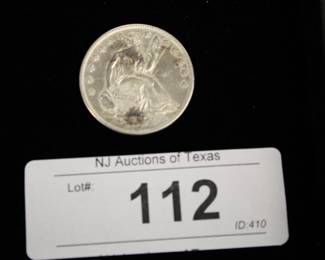 NJ Auctions of Texas
Lot#:
112
ID:410